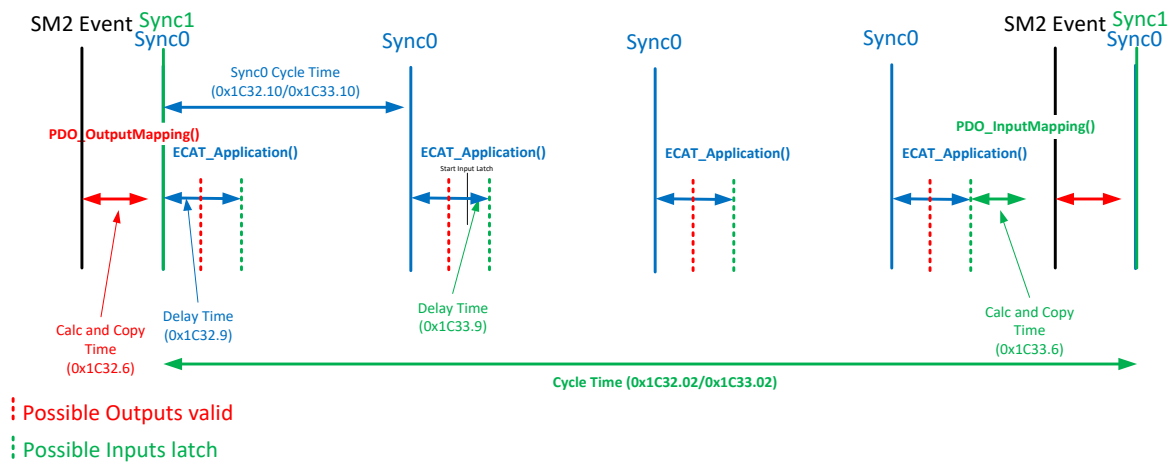 SM2 Event
Sync1
Sync0
Sync0
Sync0
Sync0
SM2 Event
Sync1
Sync0
Sync0 Cycle Time
(0x1C32.10/0x1C33.10)
PDO_OutputMapping()
PDO_InputMapping()
ECAT_Application()
ECAT_Application()
Start Input Latch
ECAT_Application()
ECAT_Application()
Calc and Copy
Time
(0x1C32.6)
Delay Time
(0x1C32.9)
Delay Time
(0x1C33.9)
Calc and Copy
Time
(0x1C33.6)
Cycle Time (0x1C32.02/0x1C33.02)
Possible Outputs valid
Possible Inputs latch